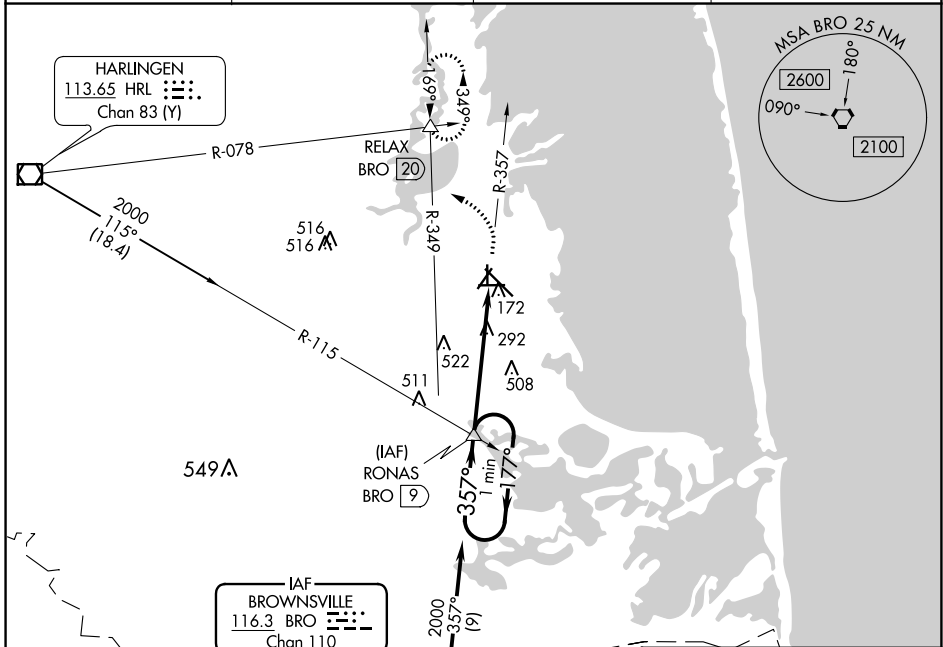 HARLINGEN
113.65 HRL
Chan 83 (Y)
MSA BRO 25 NM
2600
180°
090°
2100
169°
349°
R-078
RELAX
BRO 20
R-357
R-349
2000
115°
(18.4)
516
516
172
292
522
508
R-115
511
(IAF)
RONAS
BRO 9
549
357°
1 min
177°
IAF
BROWNSVILLE
116.3 BRO
Chan 110
2000
357°
(9)